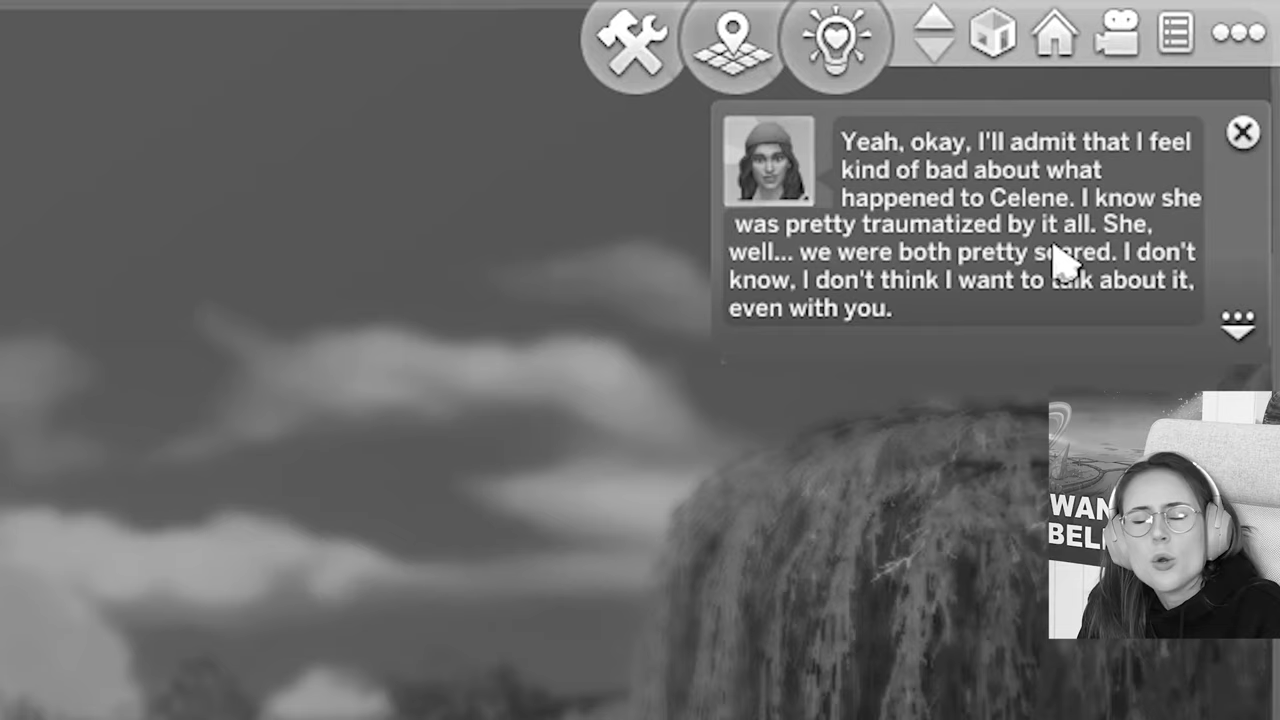 Yeah, okay, I'll admit that I feel
kind of bad about what
happened to Celene. I know she
was pretty traumatized by it all. She,
well... we were both pretty scared. I don't
know, I don't think I want to talk about it,
even with you.
WAN
BEL